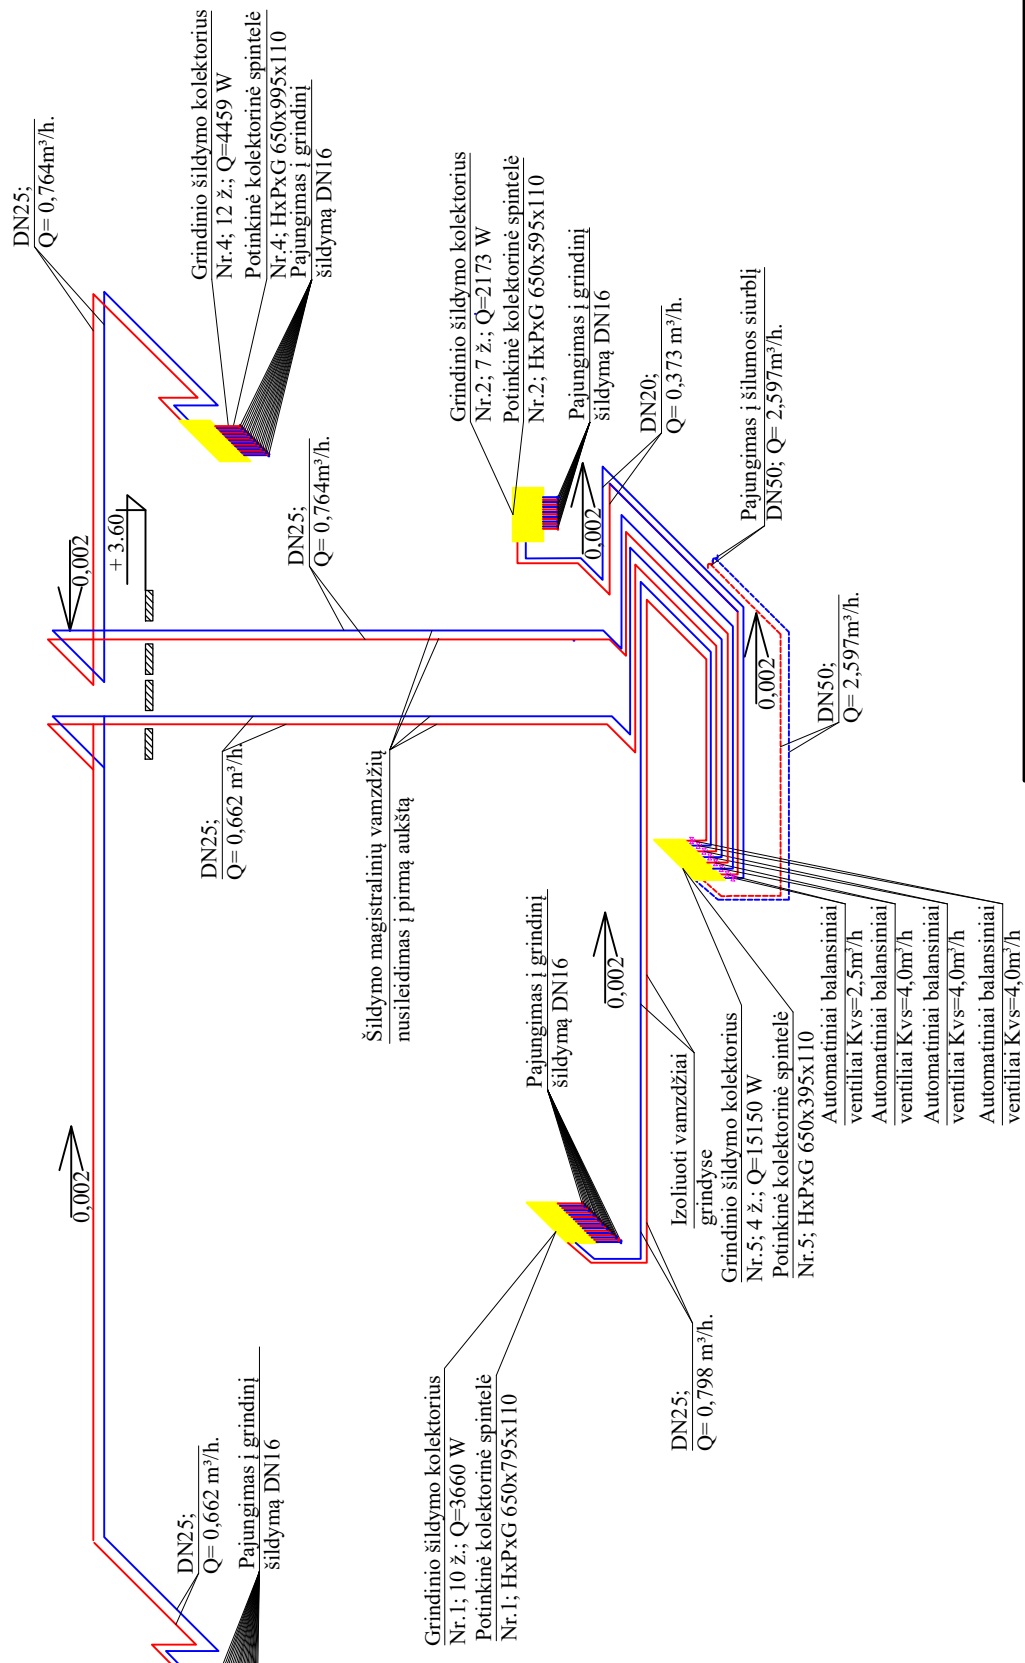 DN25;
Q= 0,764m³/h.
Grindinio šildymo kolektorius
Nr.4; 12 ž.; Q=4459 W
Potinkinė kolektorinė spintelė
Nr.4; HxPxG 650x995x110
Pajungimas į grindinį
šildymą DN16
0,002
+ 3.60
DN25;
Q= 0,764m³/h.
Grindinio šildymo kolektorius
Nr.2; 7 ž.; Q=2173 W
Potinkinė kolektorinė spintelė
Nr.2; HxPxG 650x595x110
Pajungimas į grindinį
šildymą DN16
0,002
DN20;
Q= 0,373 m³/h.
Pajungimas į šilumos siurblį
DN50; Q= 2,597m³/h.
0,002
DN50;
Q= 2,597m³/h.
DN25;
Q= 0,662 m³/h.
Šildymo magistralinių vamzdžių
nusileidimas į pirmą aukštą
Pajungimas į grindinį
šildymą DN16
0,002
Izoliuoti vamzdžiai
grindyse
Grindinio šildymo kolektorius
Nr.5; 4 ž.; Q=15150 W
Potinkinė kolektorinė spintelė
Nr.5; HxPxG 650x395x110
Automatiniai balansiniai
ventiliai Kvs=2,5m³/h
Automatiniai balansiniai
ventiliai Kvs=4,0m³/h
Automatiniai balansiniai
ventiliai Kvs=4,0m³/h
Automatiniai balansiniai
ventiliai Kvs=4,0m³/h
0,002
DN25;
Q= 0,662 m³/h.
Pajungimas į grindinį
šildymą DN16
Grindinio šildymo kolektorius
Nr.1; 10 ž.; Q=3660 W
Potinkinė kolektorinė spintelė
Nr.1; HxPxG 650x795x110
DN25;
Q= 0,798 m³/h.